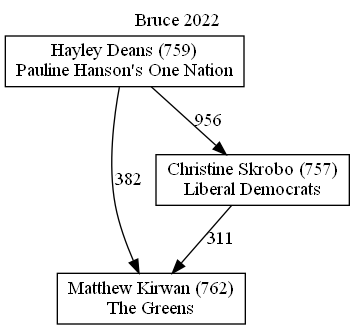 Bruce 2022
Hayley Deans (759)
Pauline Hanson's One Nation
956
382
Christine Skrobo (757)
Liberal Democrats
311
Matthew Kirwan (762)
The Greens